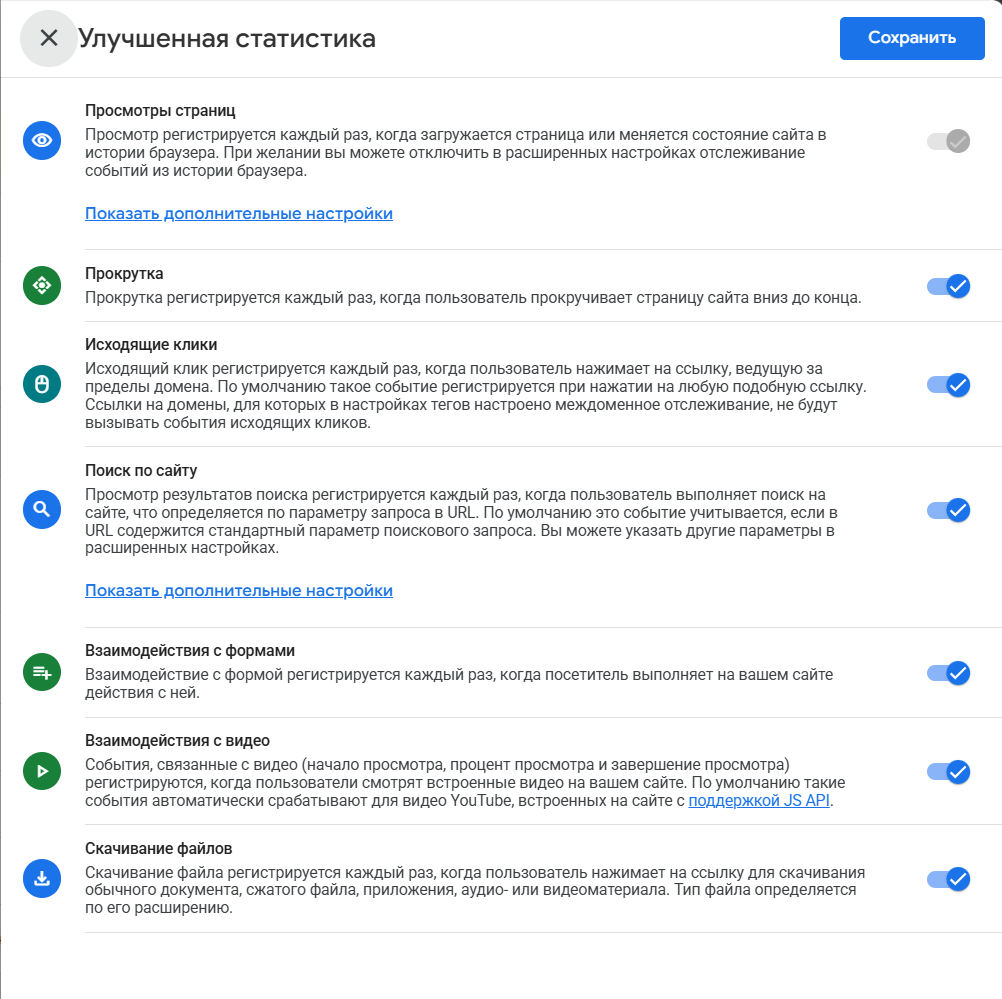 Улучшенная статистика
Сохранить
Просмотры страниц
Просмотр регистрируется каждый раз, когда загружается страница или меняется состояние сайта в
истории браузера. При желании вы можете отключить в расширенных настройках отслеживание
событий из истории браузера.
Показать дополнительные настройки
Прокрутка
Прокрутка регистрируется каждый раз, когда пользователь прокручивает страницу сайта вниз до конца.
Исходящие клики
Исходящий клик регистрируется каждый раз, когда пользователь нажимает на ссылку, ведущую за
пределы домена. По умолчанию такое событие регистрируется при нажатии на любую подобную ссылку.
Ссылки на домены, для которых в настройках тегов настроено междоменное отслеживание, не будут
вызывать события исходящих кликов.
Поиск по сайту
Просмотр результатов поиска регистрируется каждый раз, когда пользователь выполняет поиск на
сайте, что определяется по параметру запроса в URL. По умолчанию это событие учитывается, если в
URL содержится стандартный параметр поискового запроса. Вы можете указать другие параметры в
расширенных настройках.
Показать дополнительные настройки
Взаимодействия с формами
Взаимодействие с формой регистрируется каждый раз, когда посетитель выполняет на вашем сайте
действия с ней.
Взаимодействия с видео
События, связанные с видео (начало просмотра, процент просмотра и завершение просмотра)
регистрируются, когда пользователи смотрят встроенные видео на вашем сайте. По умолчанию такие
события автоматически срабатывают для видео YouTube, встроенных на сайте с поддержкой JS API.
Скачивание файлов
Скачивание файла регистрируется каждый раз, когда пользователь нажимает на ссылку для скачивания
обычного документа, сжатого файла, приложения, аудио- или видеоматериала. Тип файла определяется
по его расширению.